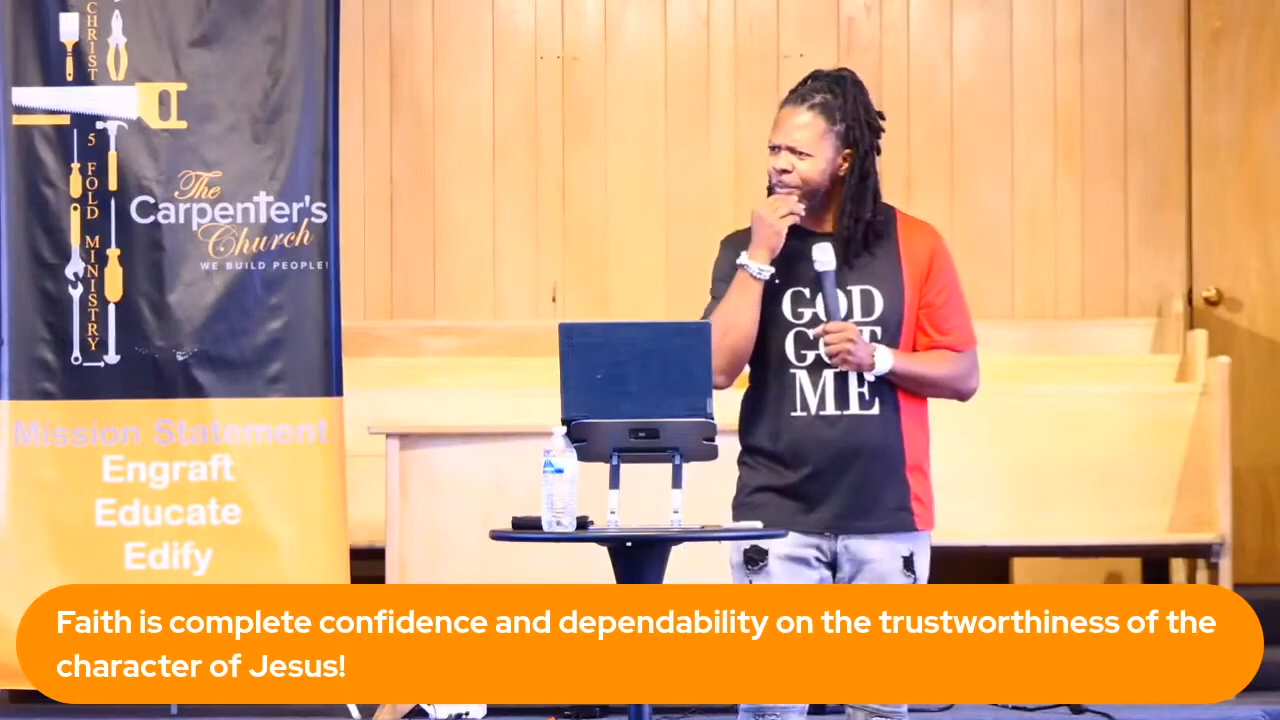 CHRIST
5 FOLD MINISTRY
The
Carpenter's
Church
WE BUILD PEOPLE!
Mission Statement
Engraft
Educate
Edify
GOD
GOT
ME
Faith is complete confidence and dependability on the trustworthiness of the
character of Jesus!